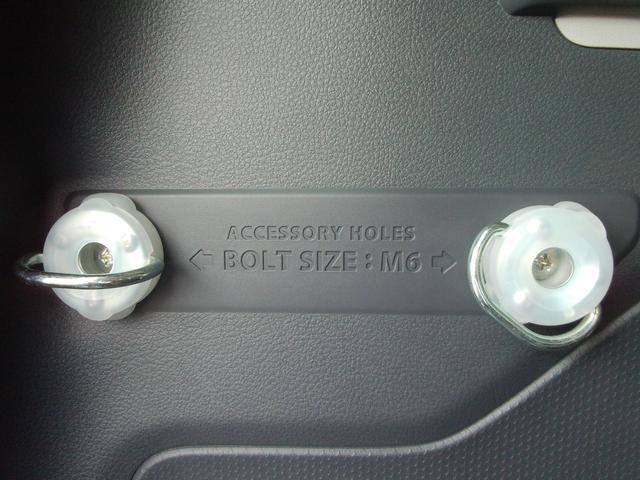 ACCESSORY HOLES
BOLT SIZE : M6